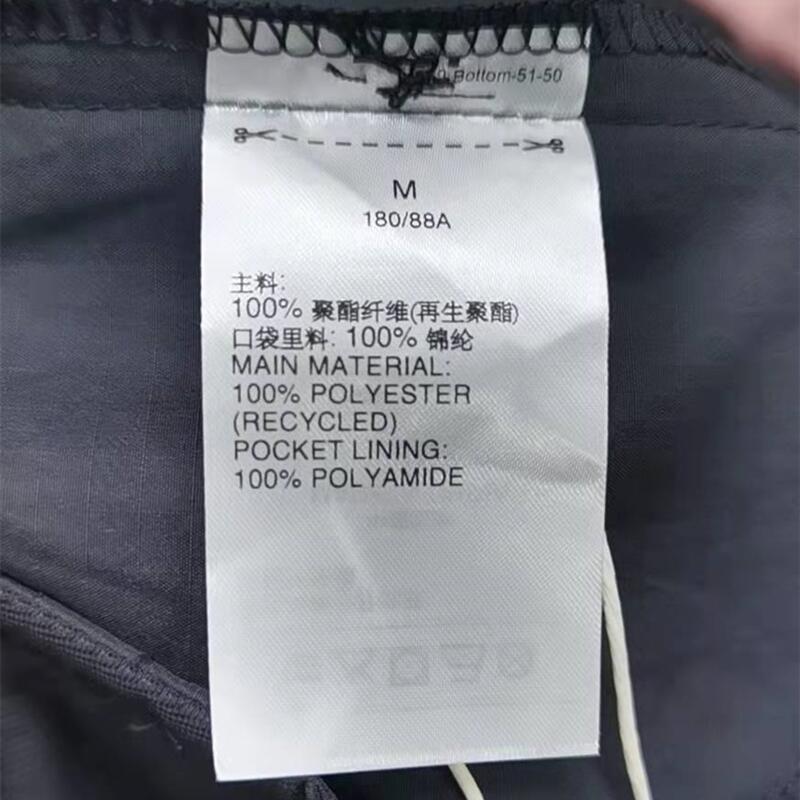 Bottom-51-50
M
180/88A
主料:
100% 聚酯纤维(再生聚酯)
口袋里料: 100% 锦纶
MAIN MATERIAL:
100% POLYESTER
(RECYCLED)
POCKET LINING:
100% POLYAMIDE